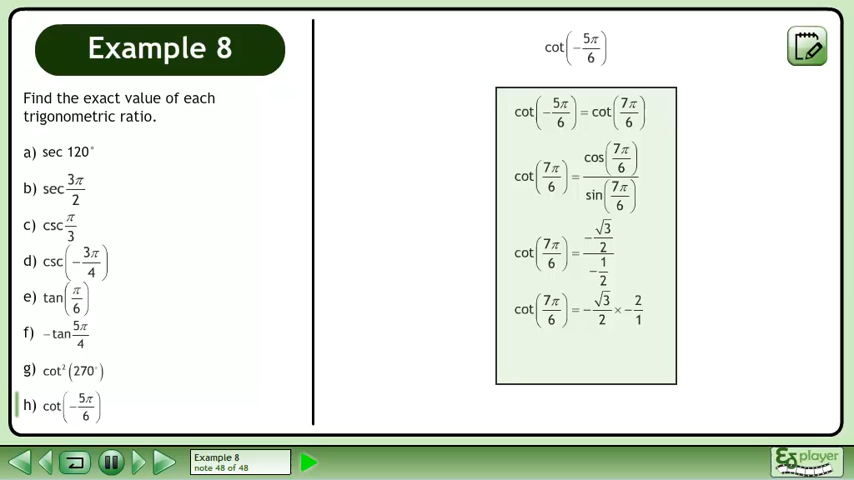 Example 8
Find the exact value of each
trigonometric ratio.
a) sec 120°
b) sec 3π/2
c) csc π/3
d) csc(−3π/4)
e) tan(π/6)
f) −tan 5π/4
g) cot²(270°)
h) cot(−5π/6)
cot(−5π/6)
cot(−5π/6) = cot(7π/6)
cot(7π/6) = cos(7π/6) / sin(7π/6)
cot(7π/6) = (−√3/2) / (−1/2)
cot(7π/6) = −√3/2 × −2/1
Example 8
note 48 of 48
Ez player